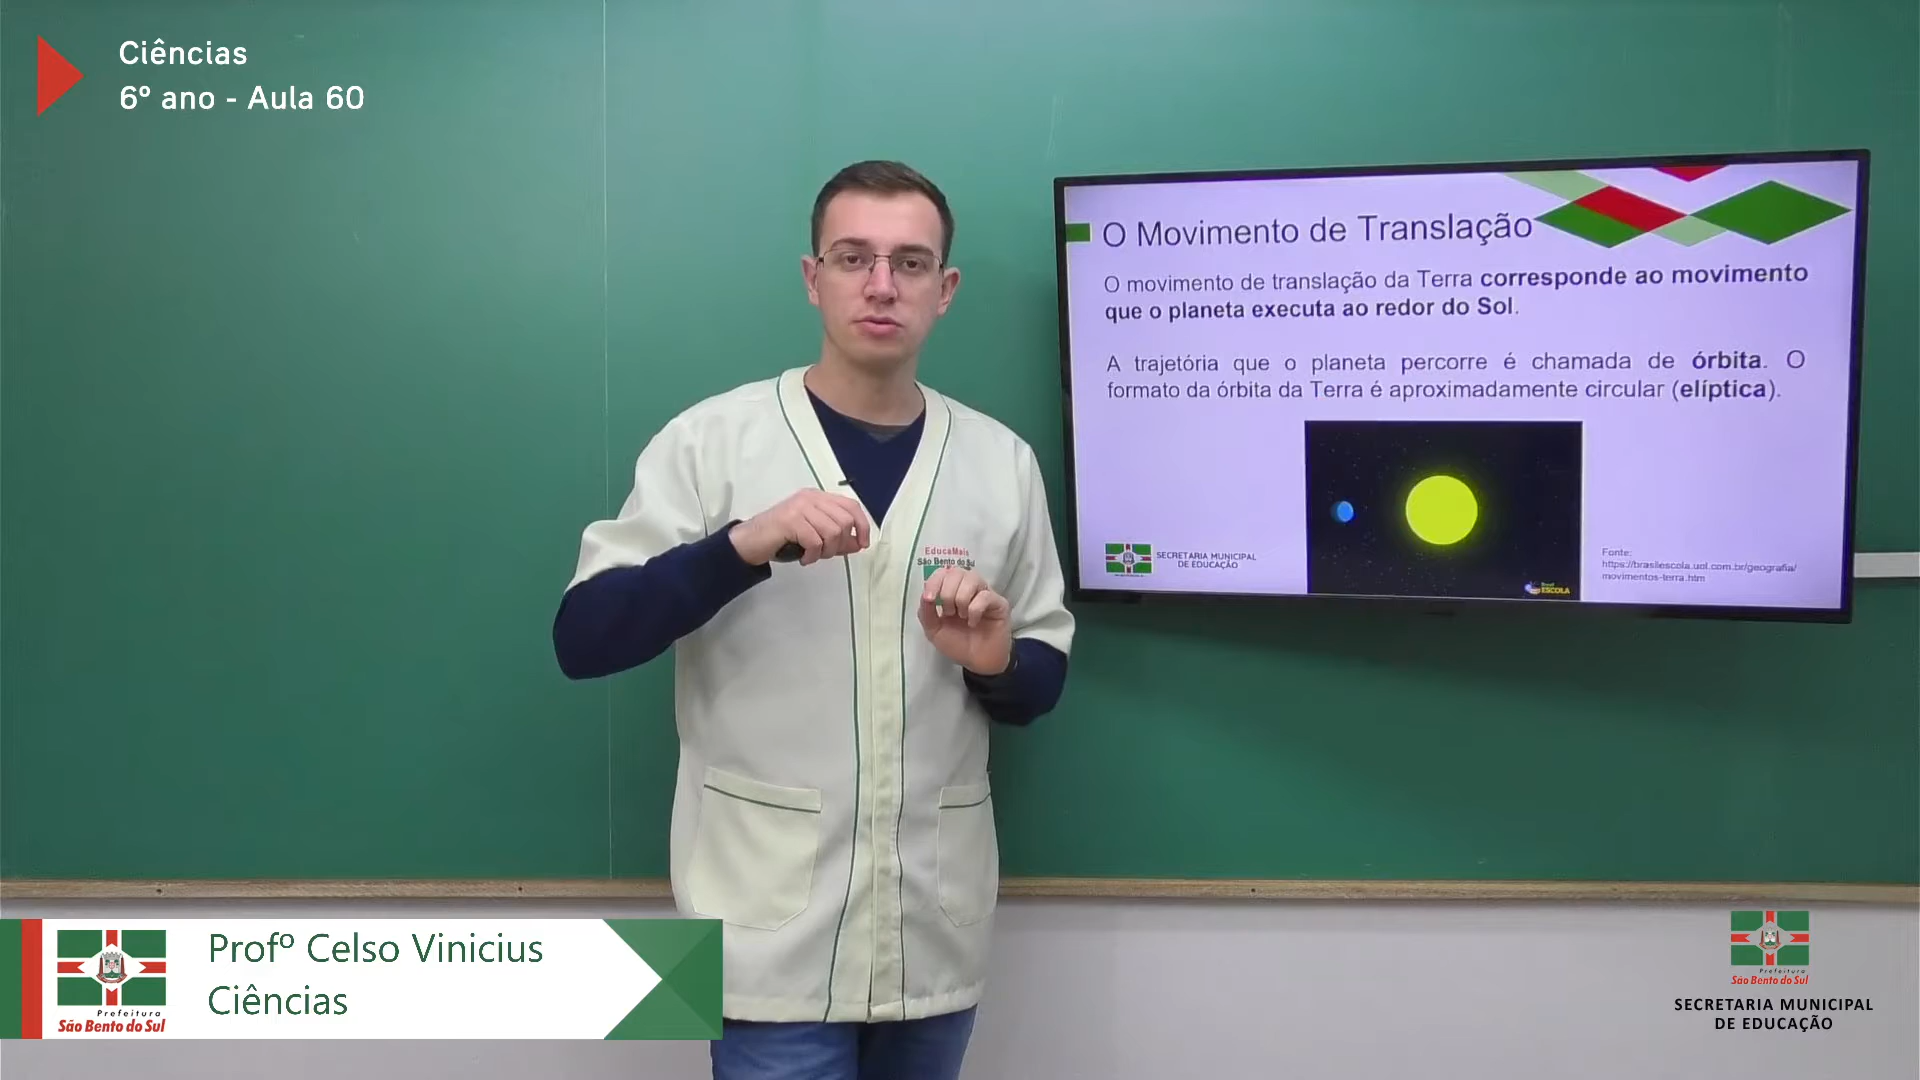 Ciências
6º ano - Aula 60
O Movimento de Translação
O movimento de translação da Terra corresponde ao movimento
que o planeta executa ao redor do Sol.
A trajetória que o planeta percorre é chamada de órbita. O
formato da órbita da Terra é aproximadamente circular (elíptica).
Brasil
ESCOLA
SECRETARIA MUNICIPAL
DE EDUCAÇÃO
Fonte:
https://brasilescola.uol.com.br/geografia/
movimentos-terra.htm
EducaMais
São Bento do Sul
Profº Celso Vinicius
Ciências
Prefeitura
São Bento do Sul
Prefeitura
São Bento do Sul
SECRETARIA MUNICIPAL
DE EDUCAÇÃO